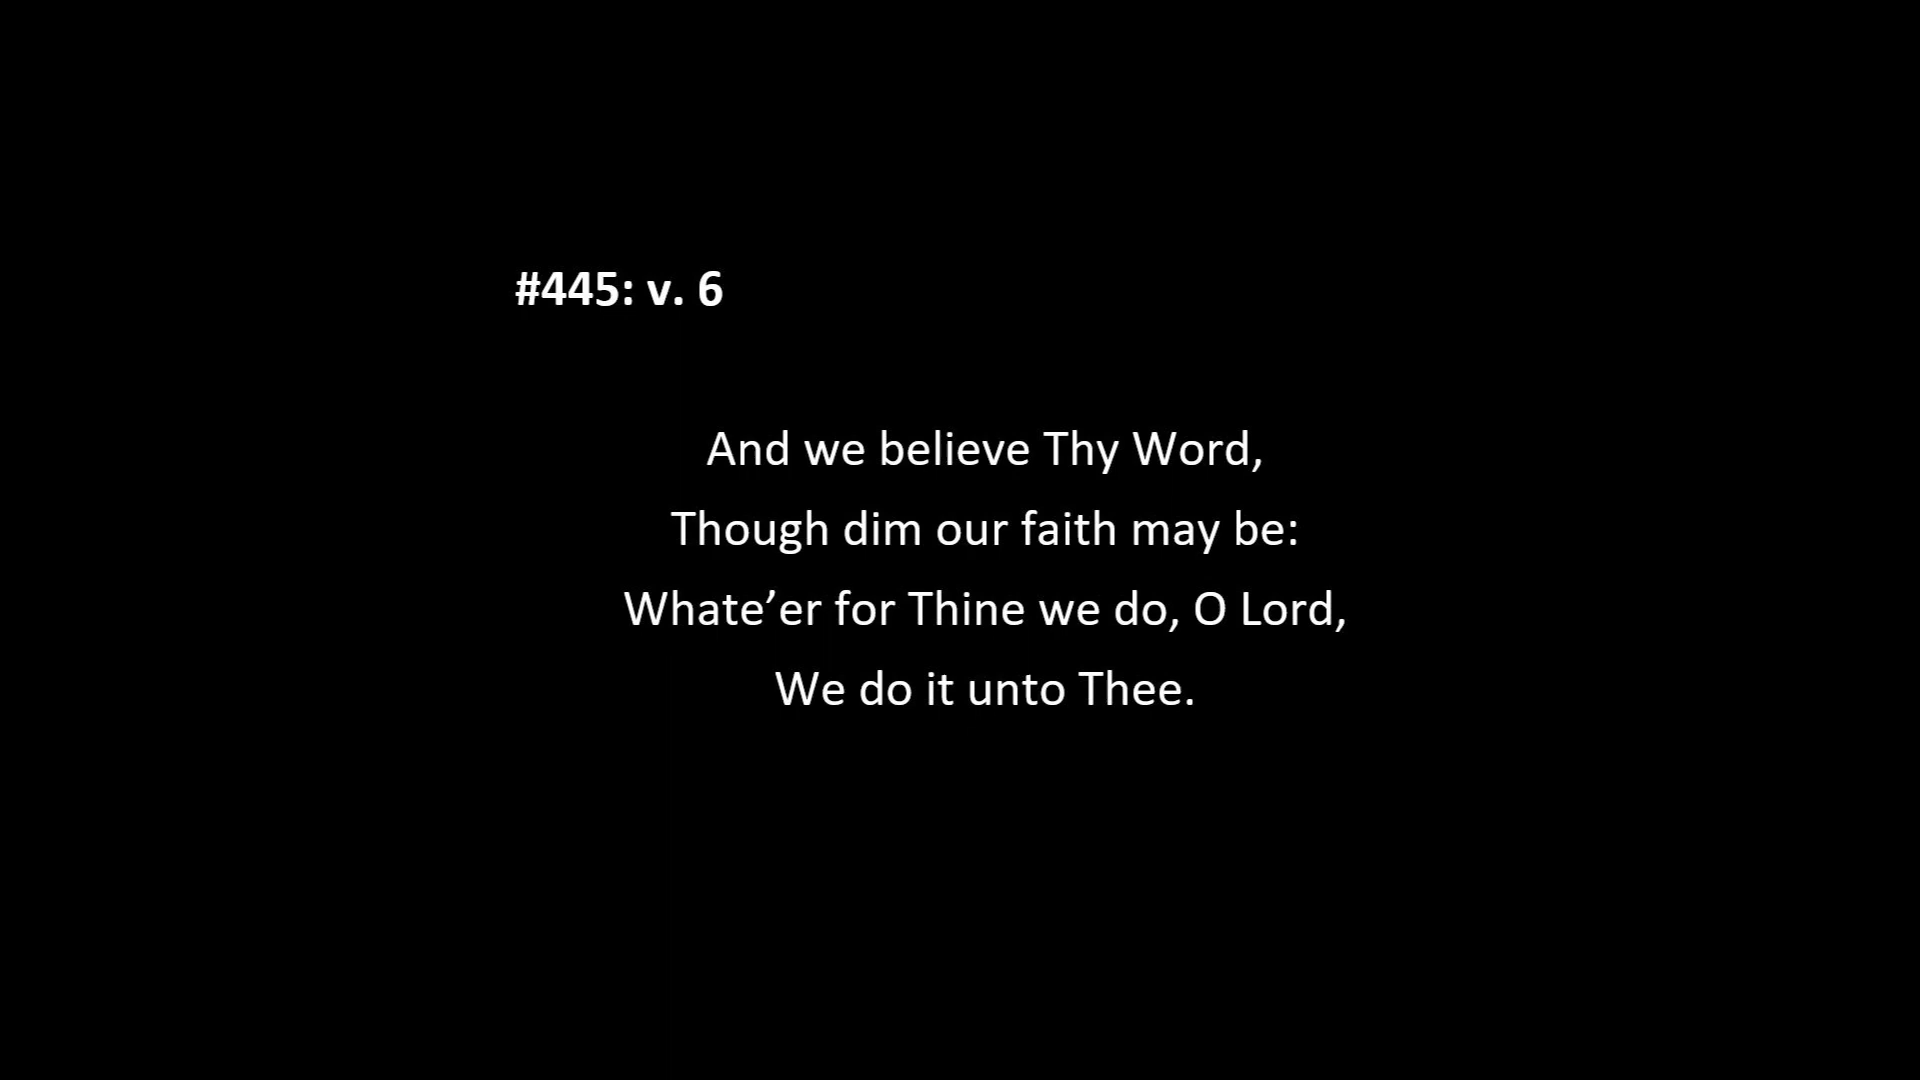 #445: v. 6
And we believe Thy Word,
Though dim our faith may be:
Whate’er for Thine we do, O Lord,
We do it unto Thee.